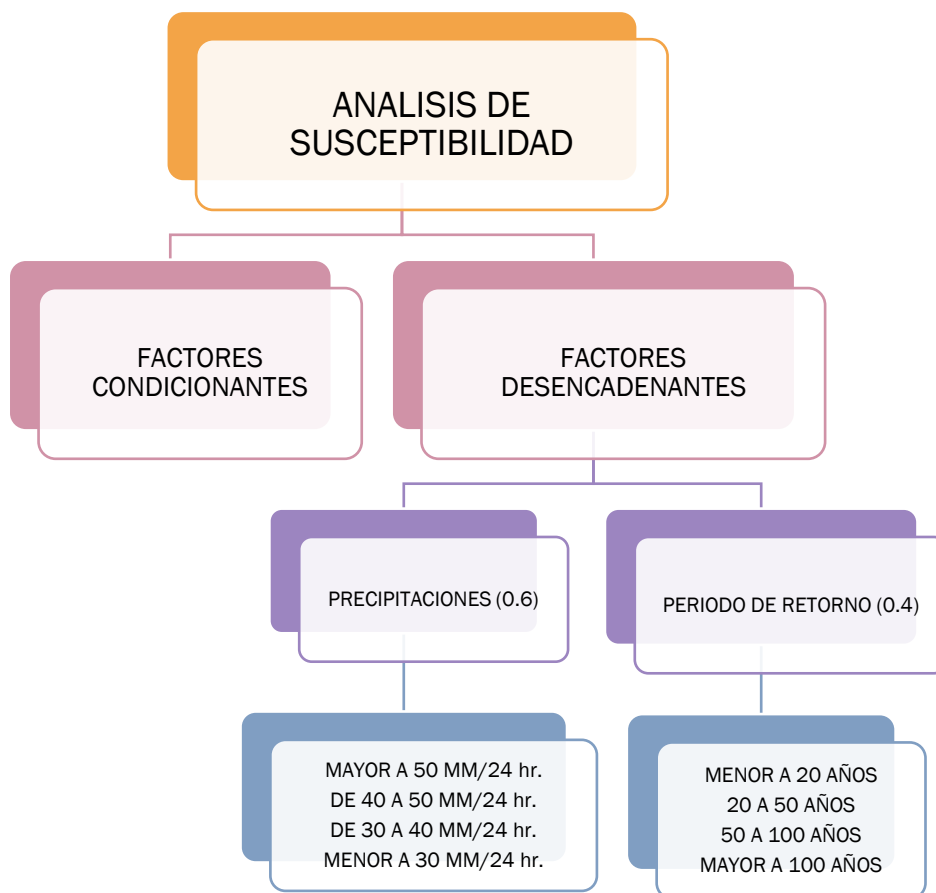 ANALISIS DE
SUSCEPTIBILIDAD
FACTORES
CONDICIONANTES
FACTORES
DESENCADENANTES
PRECIPITACIONES (0.6)
PERIODO DE RETORNO (0.4)
MAYOR A 50 MM/24 hr.
DE 40 A 50 MM/24 hr.
DE 30 A 40 MM/24 hr.
MENOR A 30 MM/24 hr.
MENOR A 20 AÑOS
20 A 50 AÑOS
50 A 100 AÑOS
MAYOR A 100 AÑOS